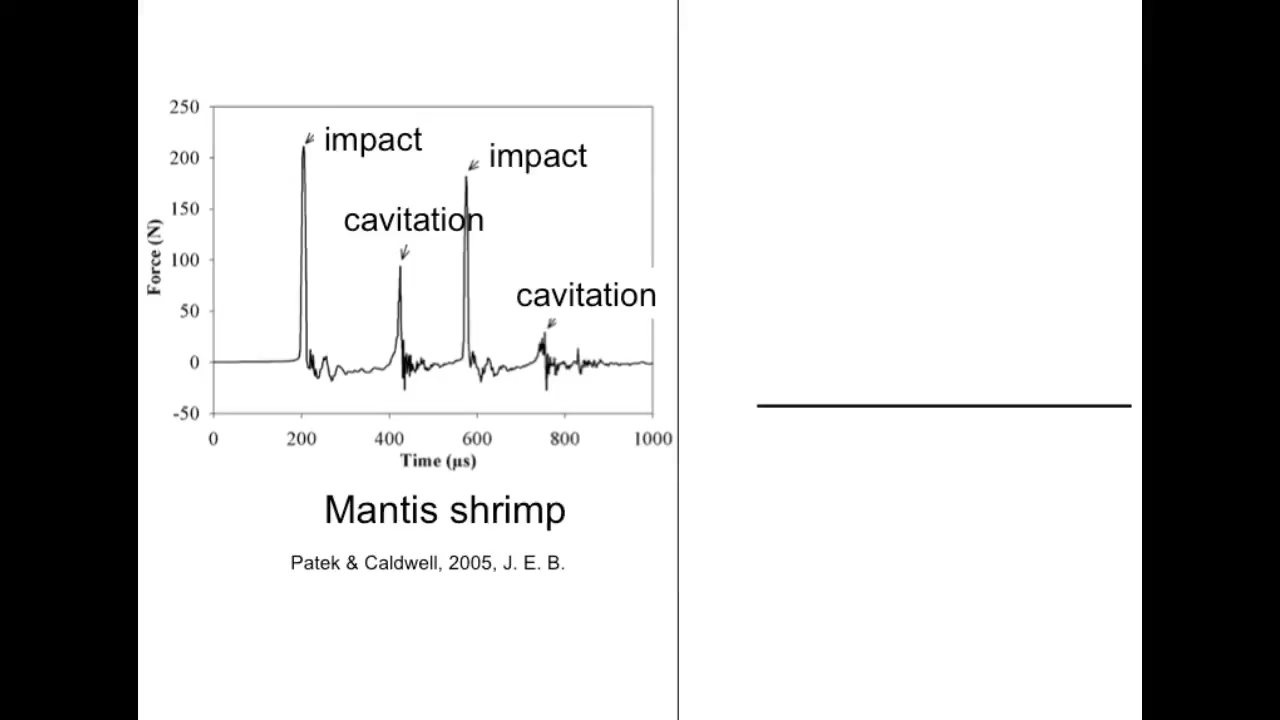 250
impact
impact
200
150
cavitation
Force (N)
100
cavitation
50
0
-50
0 200 400 600 800 1000
Time (µs)
Mantis shrimp
Patek & Caldwell, 2005, J. E. B.